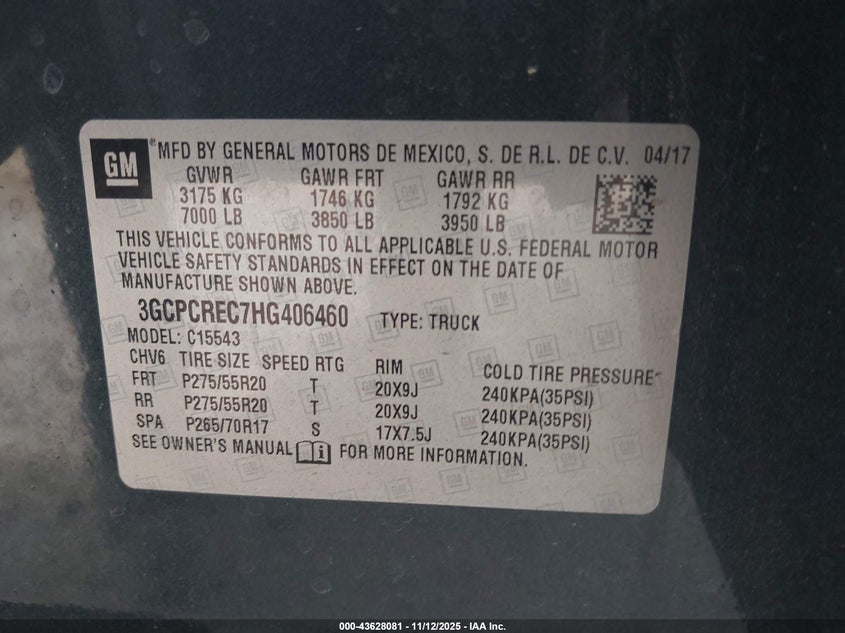 GM ®MFD BY GENERAL MOTORS DE MEXICO, S. DE R.L. DE C.V. 04/17
GVWR GAWR FRT GAWR RR
3175 KG 1746 KG 1792 KG
7000 LB 3850 LB 3950 LB
THIS VEHICLE CONFORMS TO ALL APPLICABLE U.S. FEDERAL MOTOR
VEHICLE SAFETY STANDARDS IN EFFECT ON THE DATE OF
MANUFACTURE SHOWN ABOVE.
3GCPCREC7HG406460 TYPE: TRUCK
MODEL: C15543
CHV6 TIRE SIZE SPEED RTG RIM COLD TIRE PRESSURE
FRT P275/55R20 T 20X9J 240KPA(35PSI)
RR P275/55R20 T 20X9J 240KPA(35PSI)
SPA P265/70R17 S 17X7.5J 240KPA(35PSI)
SEE OWNER'S MANUAL FOR MORE INFORMATION.
000-43628081 - 11/12/2025 - IAA Inc.